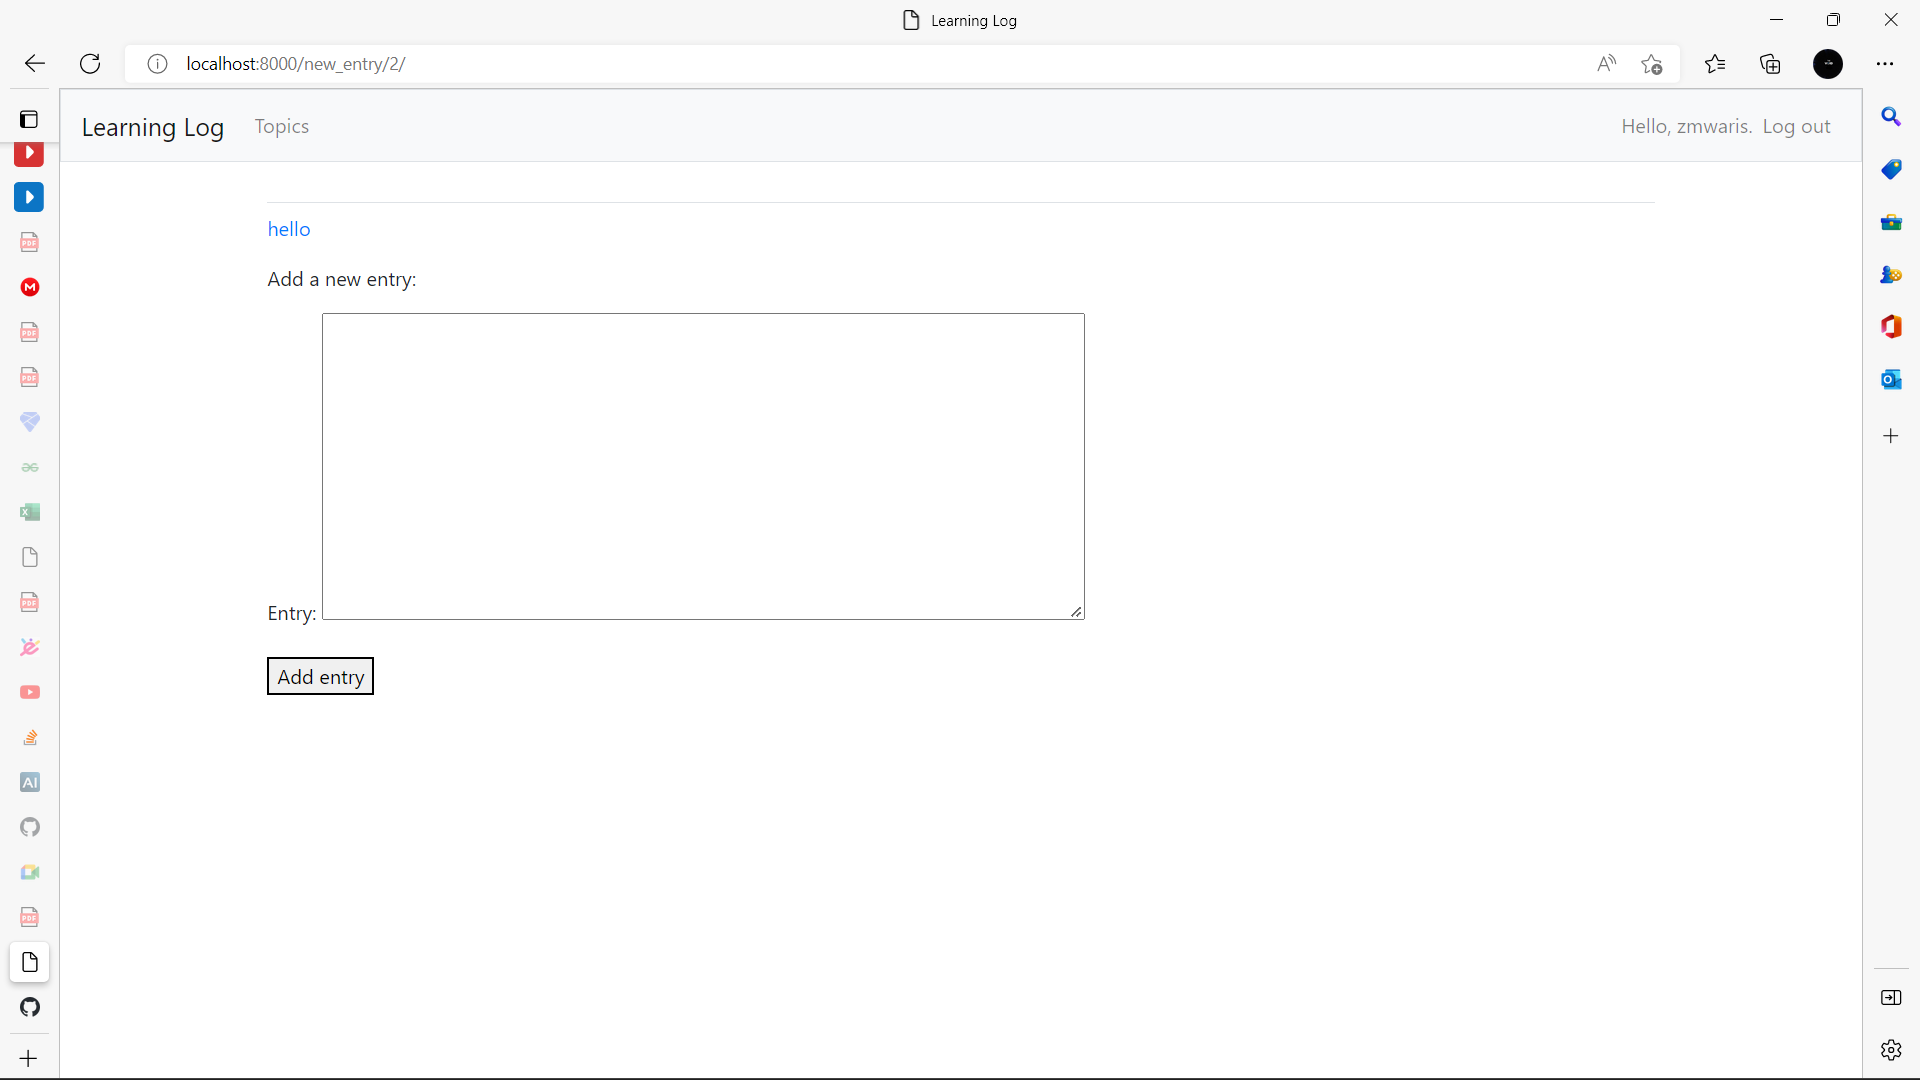 Learning Log
localhost:8000/new_entry/2/
Learning Log
Topics
Hello, zmwaris.
Log out
hello
Add a new entry:
Entry:
Add entry